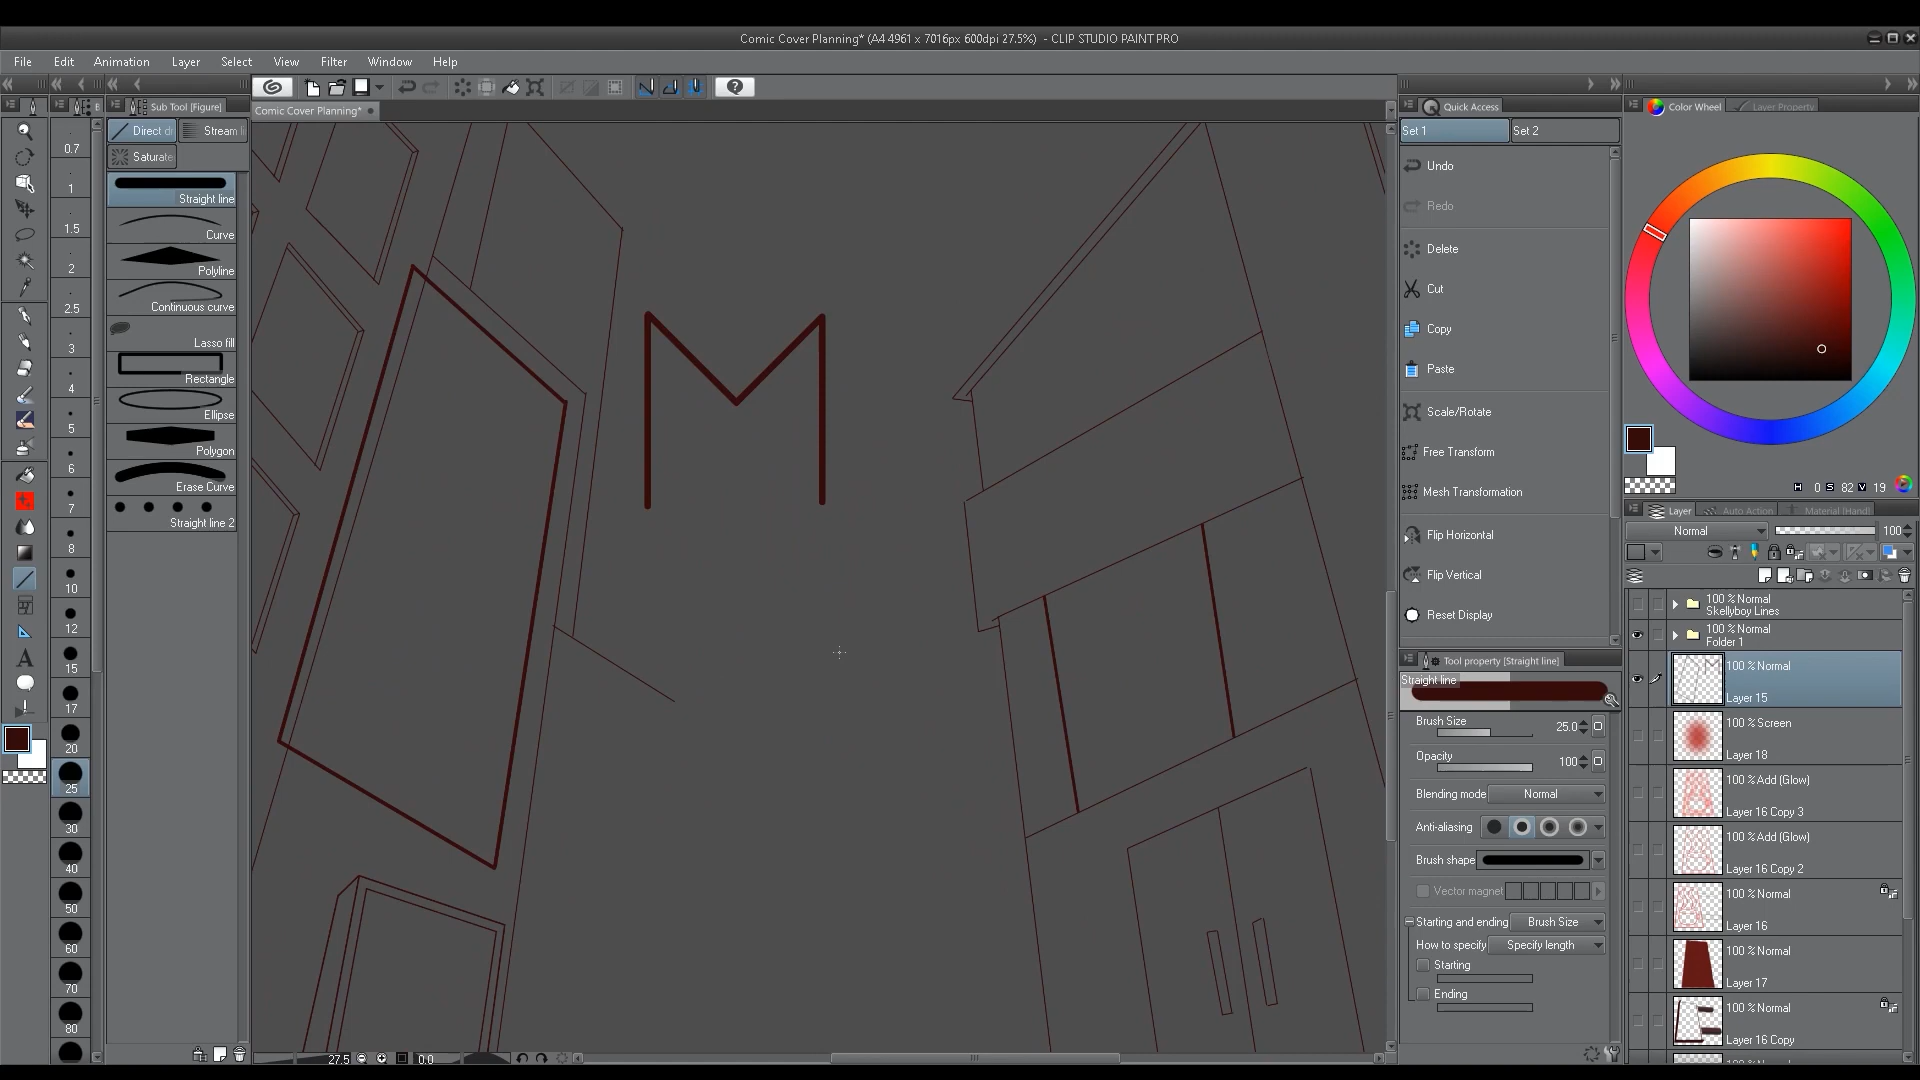 Comic Cover Planning* (A4 4961 x 7016px 600dpi 27.5%) - CLIP STUDIO PAINT PRO
File Edit Animation Layer Select View Filter Window Help
Sub Tool [Figure]
Comic Cover Planning*
Direct dr
Stream li
Saturate
Straight line
Curve
Polyline
Continuous curve
Lasso fill
Rectangle
Ellipse
Polygon
Erase Curve
Straight line 2
0.7
1
1.5
2
2.5
3
4
5
6
7
8
10
12
15
17
20
25
30
40
50
60
70
80
M
27.5
0.0
Quick Access
Set 1
Set 2
Undo
Redo
Delete
Cut
Copy
Paste
Scale/Rotate
Free Transform
Mesh Transformation
Flip Horizontal
Flip Vertical
Reset Display
Tool property [Straight line]
Straight line
Brush Size 25.0
Opacity 100
Blending mode Normal
Anti-aliasing
Brush shape
Vector magnet
Starting and ending Brush Size
How to specify Specify length
Starting
Ending
Color Wheel
Layer Property
H 0 S 82 V 19
Layer
Auto Action
Material [Hand]
Normal
100
100 % Normal
Skellyboy Lines
100 % Normal
Folder 1
100 % Normal
Layer 15
100 % Screen
Layer 18
100 % Add (Glow)
Layer 16 Copy 3
100 % Add (Glow)
Layer 16 Copy 2
100 % Normal
Layer 16
100 % Normal
Layer 17
100 % Normal
Layer 16 Copy